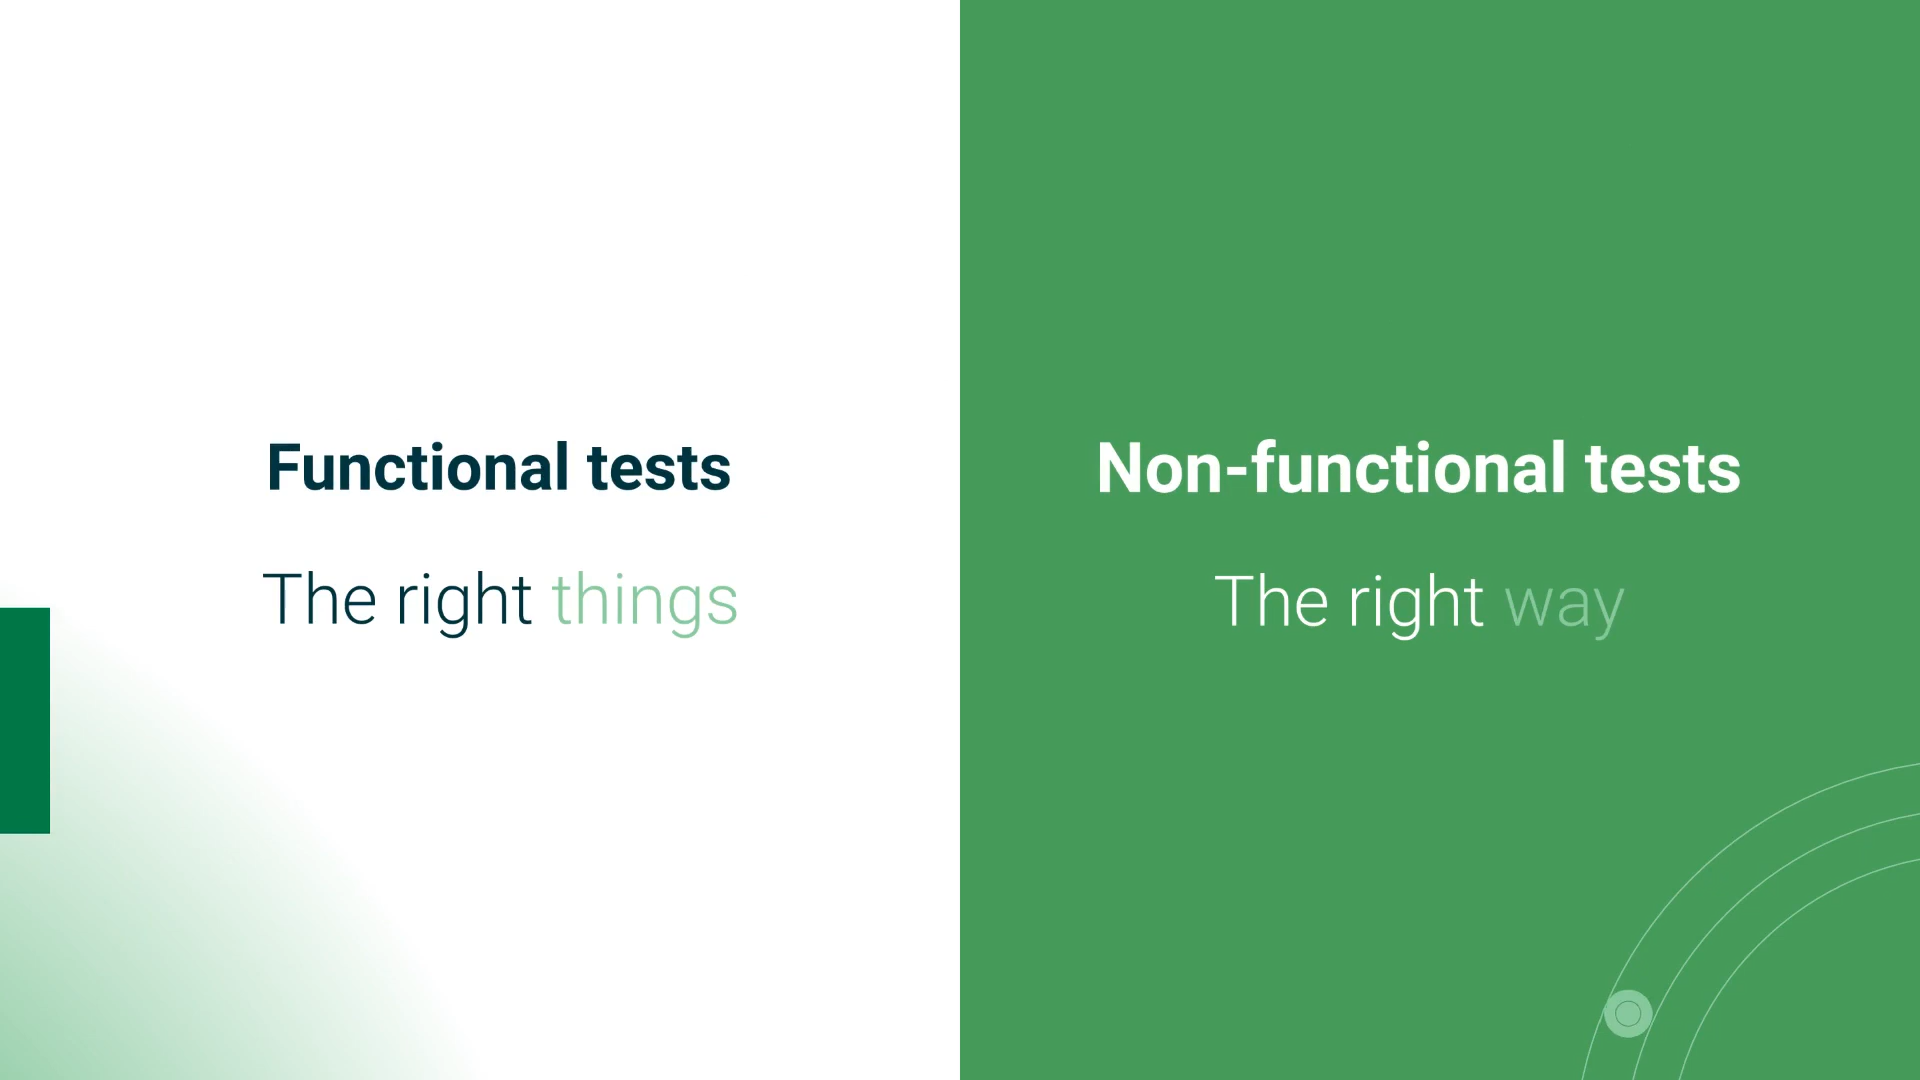 Functional tests
The right things
Non-functional tests
The right way